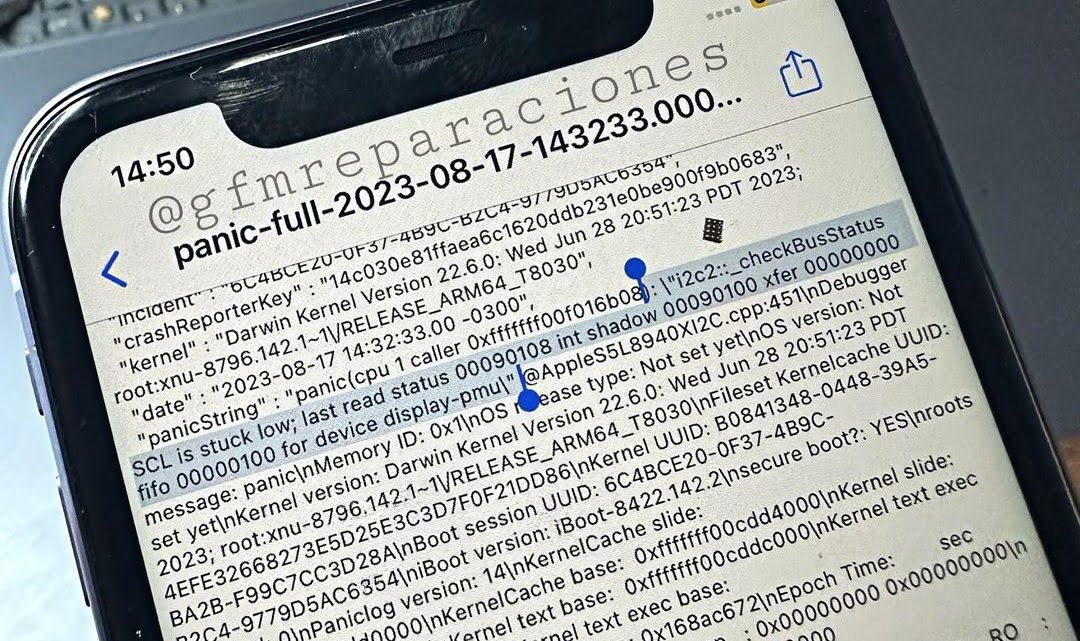 14:50
@gfmreparaciones
panic-full-2023-08-17-143233.000...
"incident" : "6C4BCE20-0F37-4B9C-B2C4-9779D5AC6354",
"crashReporterKey" : "14c030e81ffaea6c1620ddb231e0be900f9b0683",
"kernel" : "Darwin Kernel Version 22.6.0: Wed Jun 28 20:51:23 PDT 2023;
root:xnu-8796.142.1~1\/RELEASE_ARM64_T8030",
"date" : "2023-08-17 14:32:33.00 -0300",
"panicString" : "panic(cpu 1 caller 0xfffffff00f016b08): \"i2c2::_checkBusStatus
SCL is stuck low; last read status 00090108 int shadow 00090100 xfer 00000000
fifo 00000100 for device display-pmu\" @AppleS5L8940XI2C.cpp:451\nDebugger
message: panic\nMemory ID: 0x1\nOS release type: Not set yet\nOS version: Not
set yet\nKernel version: Darwin Kernel Version 22.6.0: Wed Jun 28 20:51:23 PDT
2023; root:xnu-8796.142.1~1\/RELEASE_ARM64_T8030\nFileset Kernelcache UUID:
4EFE32668273E5D25E3C3D7F0F21DD86\nKernel UUID: B0841348-0448-39A5-
BA2B-F99C7CC3D28A\nBoot session UUID: 6C4BCE20-0F37-4B9C-
B2C4-9779D5AC6354\niBoot version: iBoot-8422.142.2\nsecure boot?: YES\nroots
0\nPaniclog version: 14\nKernelCache slide:
\nKernelCache base: 0xfffffff00cdd4000\nKernel slide:
text base: 0xfffffff00cddc000\nKernel text exec
text exec base:
0x168ac672\nEpoch Time: sec
: 0x00000000 0x00000000\n